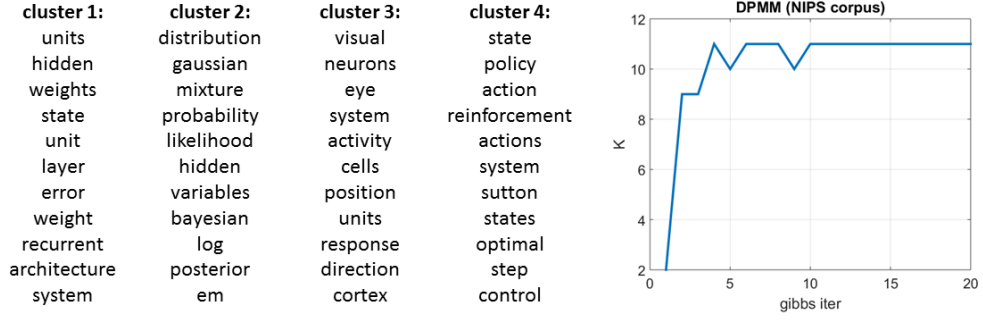 cluster 1: cluster 2: cluster 3: cluster 4:
units distribution visual state
hidden gaussian neurons policy
weights mixture eye action
state probability system reinforcement
unit likelihood activity actions
layer hidden cells system
error variables position sutton
weight bayesian units states
recurrent log response optimal
architecture posterior direction step
system em cortex control
DPMM (NIPS corpus)
12
10
8
6
4
2
K
0 5 10 15 20
gibbs iter